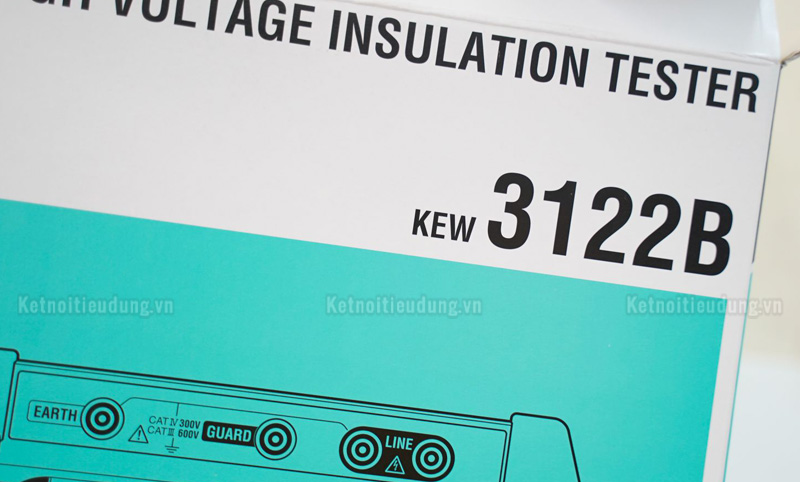 VOLTAGE INSULATION TESTER
KEW 3122B
Ketnoitieudung.vn Ketnoitieudung.vn Ketnoitieudung.vn
EARTH
CAT IV 300V
CAT III 600V
GUARD
LINE